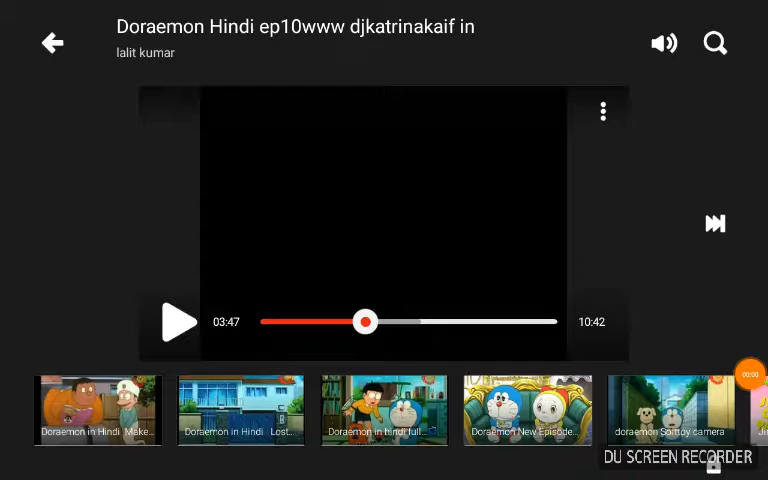 Doraemon Hindi ep10www djkatrinakaif in
lalit kumar
03:47
10:42
00:00
Doraemon in Hindi Make...
Doraemon in Hindi Lost...
Doraemon in hindi full...
Doraemon New Episode...
doraemon Softtoy camera
DU SCREEN RECORDER